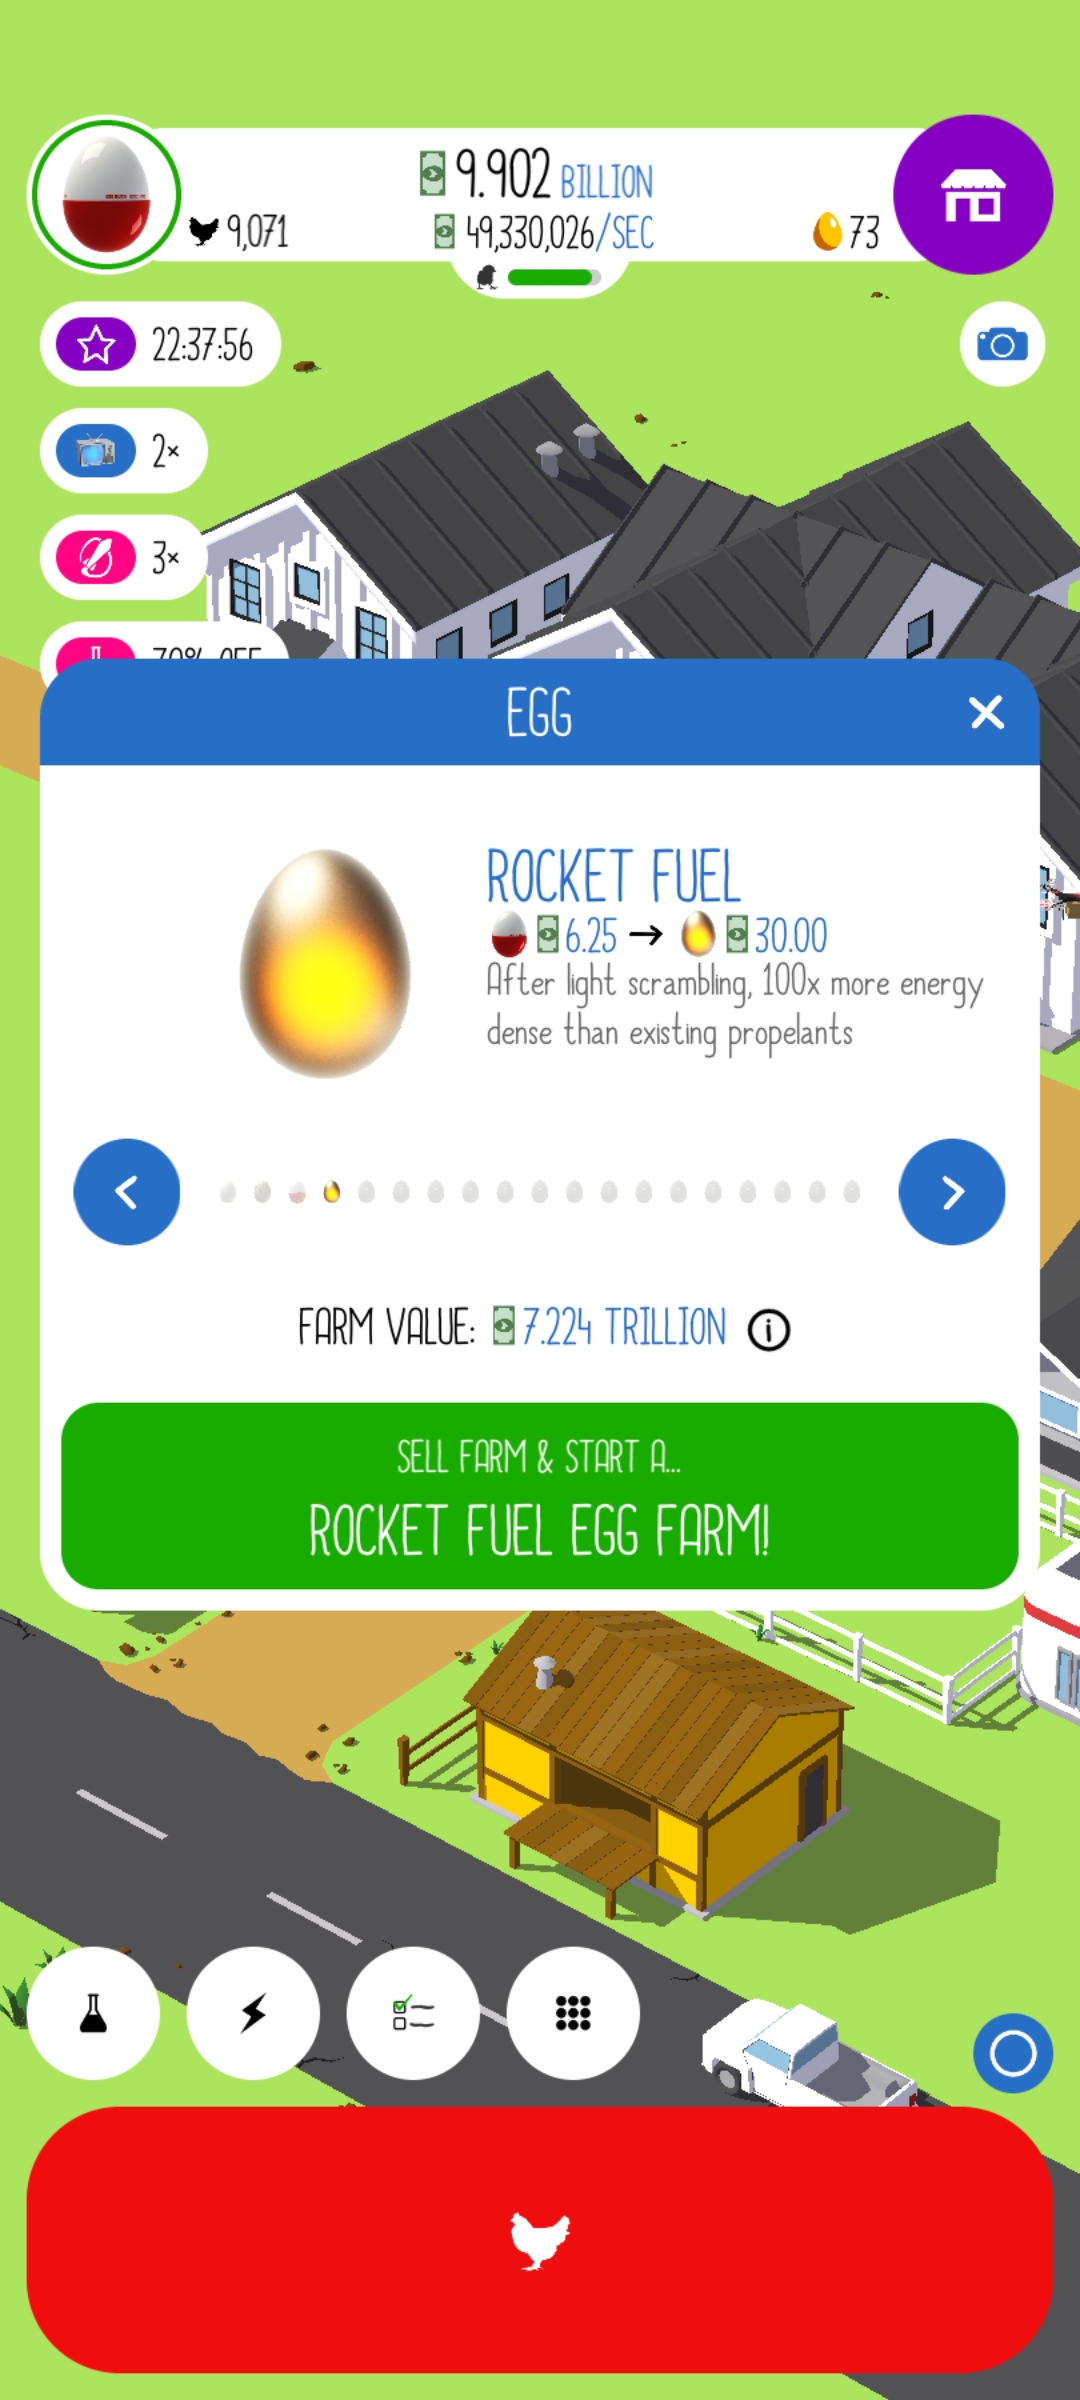 9.902 BILLION
9,071
49,330,026/SEC
73
22:37:56
2×
3×
70% OFF
EGG
ROCKET FUEL
6.25 → 30.00
After light scrambling, 100x more energy
dense than existing propelants
FARM VALUE: 7.224 TRILLION
SELL FARM & START A...
ROCKET FUEL EGG FARM!